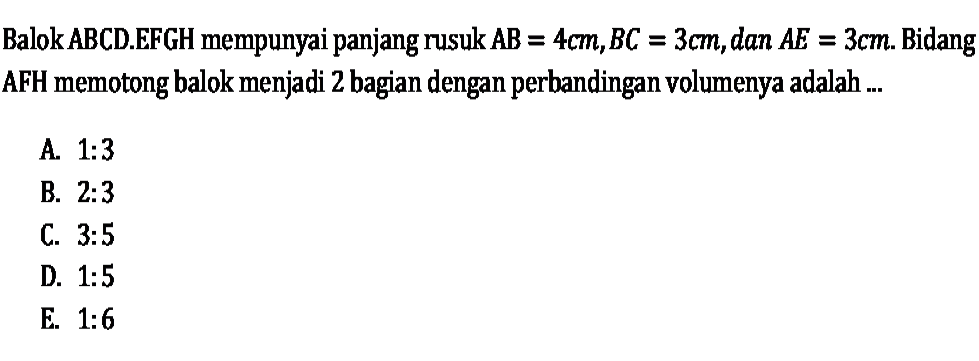 Balok ABCD.EFGH mempunyai panjang rusuk AB = 4cm, BC = 3cm, dan AE = 3cm. Bidang
AFH memotong balok menjadi 2 bagian dengan perbandingan volumenya adalah ...
A. 1:3
B. 2:3
C. 3:5
D. 1:5
E. 1:6